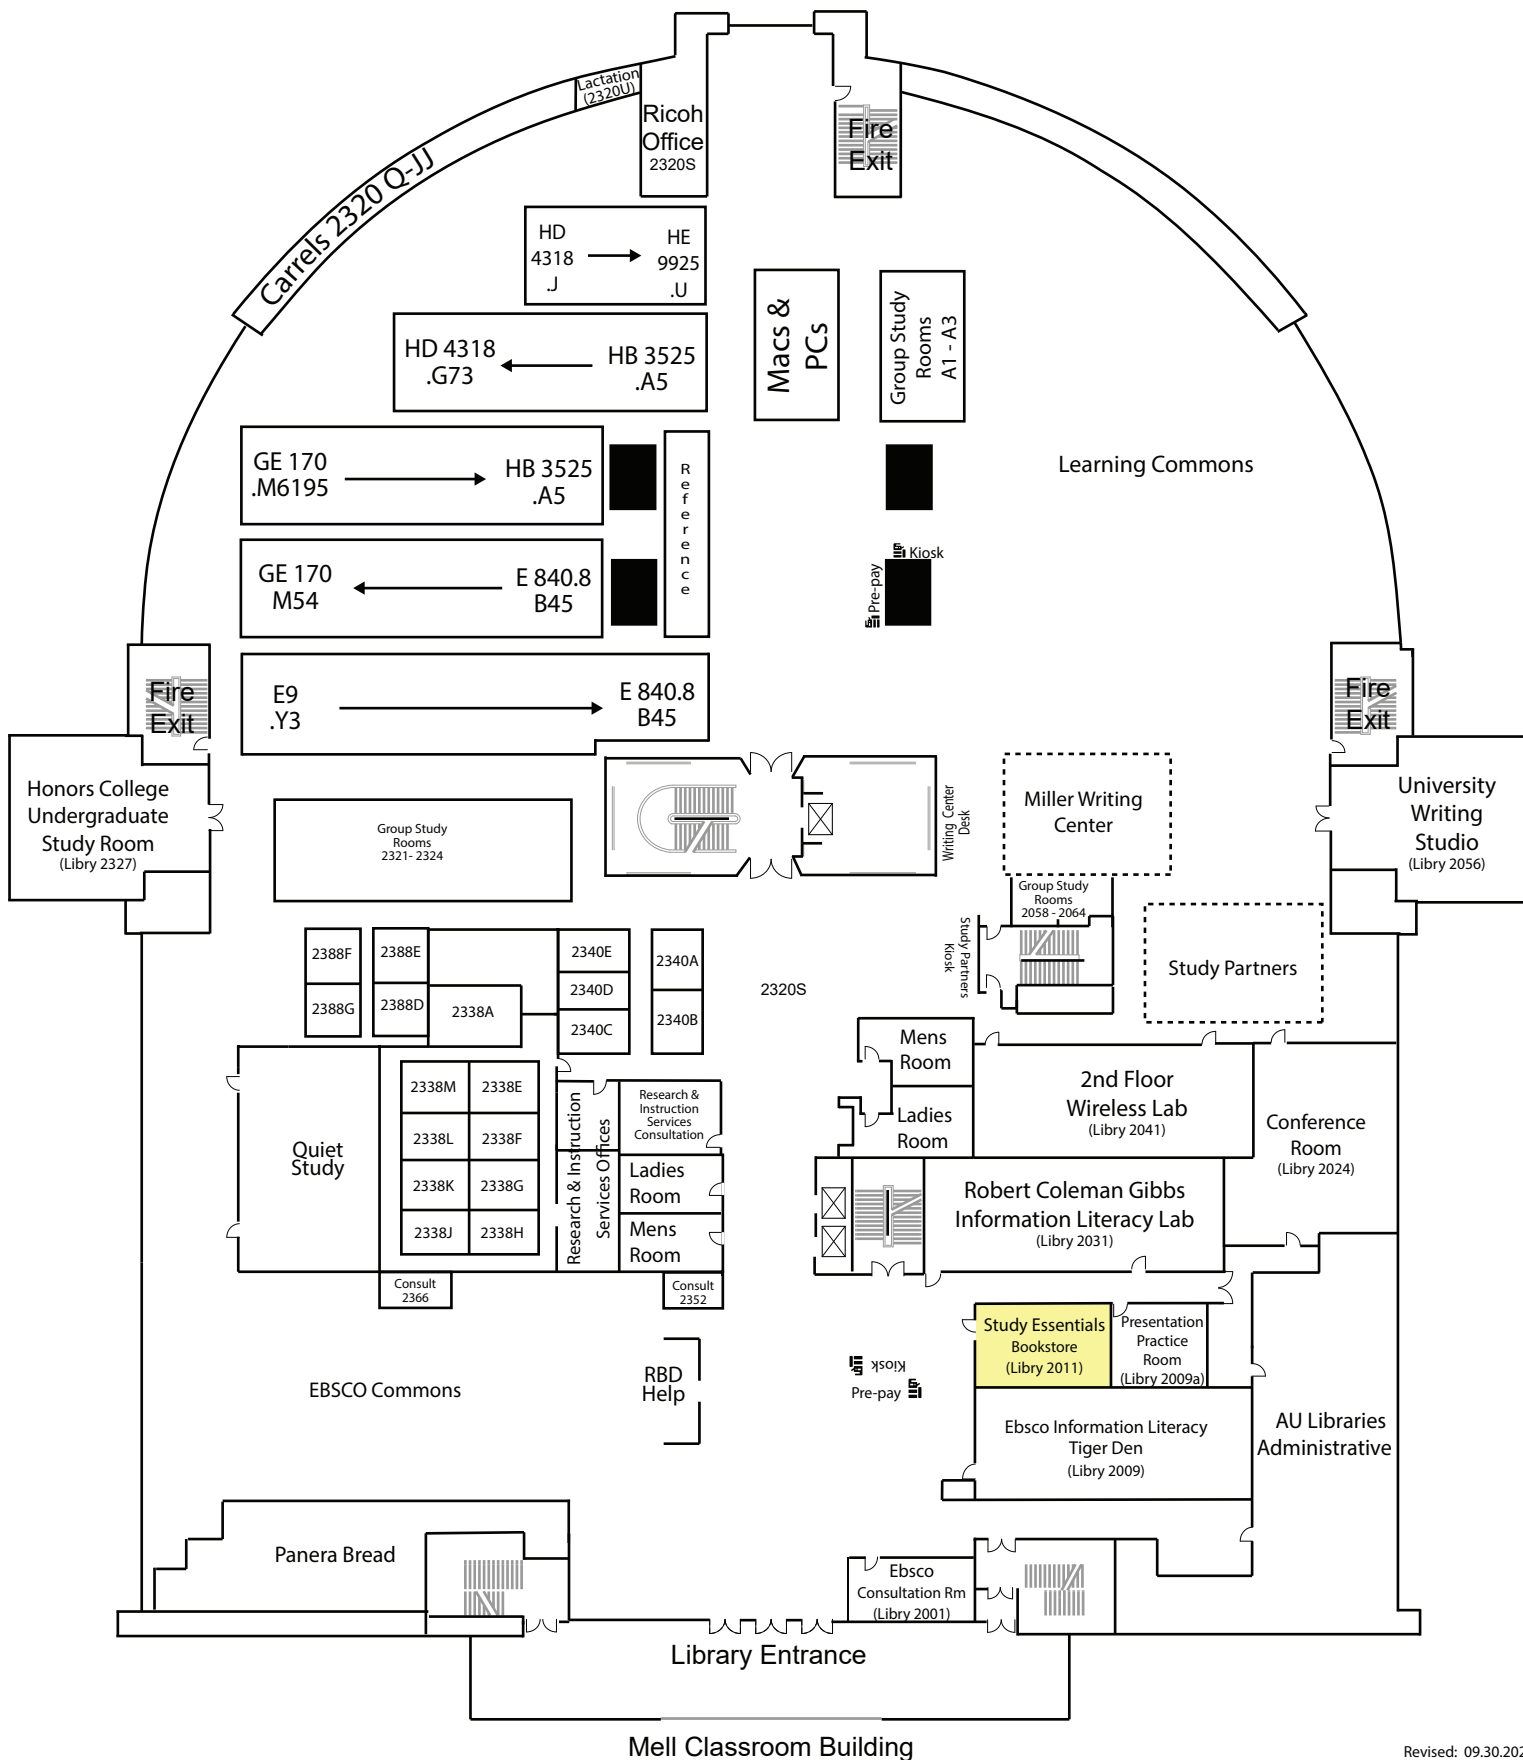 Lactation
(2320U)
Ricoh
Office
2320S
Fire
Exit
Carrels 2320 Q-JJ
HD
4318
.J
HE
9925
.U
HD 4318
.G73
HB 3525
.A5
Macs &
PCs
Group Study
Rooms
A1 - A3
GE 170
.M6195
HB 3525
.A5
Reference
Learning Commons
Kiosk
Pre-pay
GE 170
M54
E 840.8
B45
Fire
Exit
E9
.Y3
E 840.8
B45
Fire
Exit
Honors College
Undergraduate
Study Room
(Libry 2327)
Group Study
Rooms
2321- 2324
Writing Center
Desk
Miller Writing
Center
University
Writing
Studio
(Libry 2056)
Group Study
Rooms
2058 - 2064
Study Partners
Kiosk
Study Partners
2388F
2388E
2340E
2340A
2388G
2388D
2338A
2340D
2340C
2340B
2320S
Mens
Room
Ladies
Room
2nd Floor
Wireless Lab
(Libry 2041)
Conference
Room
(Libry 2024)
Quiet
Study
2338M
2338E
2338L
2338F
2338K
2338G
2338J
2338H
Research & Instruction
Services Offices
Research &
Instruction
Services
Consultation
Ladies
Room
Mens
Room
Robert Coleman Gibbs
Information Literacy Lab
(Libry 2031)
Consult
2366
Consult
2352
Study Essentials
Bookstore
(Libry 2011)
Presentation
Practice
Room
(Libry 2009a)
EBSCO Commons
RBD
Help
Kiosk
Pre-pay
Ebsco Information Literacy
Tiger Den
(Libry 2009)
AU Libraries
Administrative
Panera Bread
Ebsco
Consultation Rm
(Libry 2001)
Library Entrance
Mell Classroom Building
Revised: 09.30.202